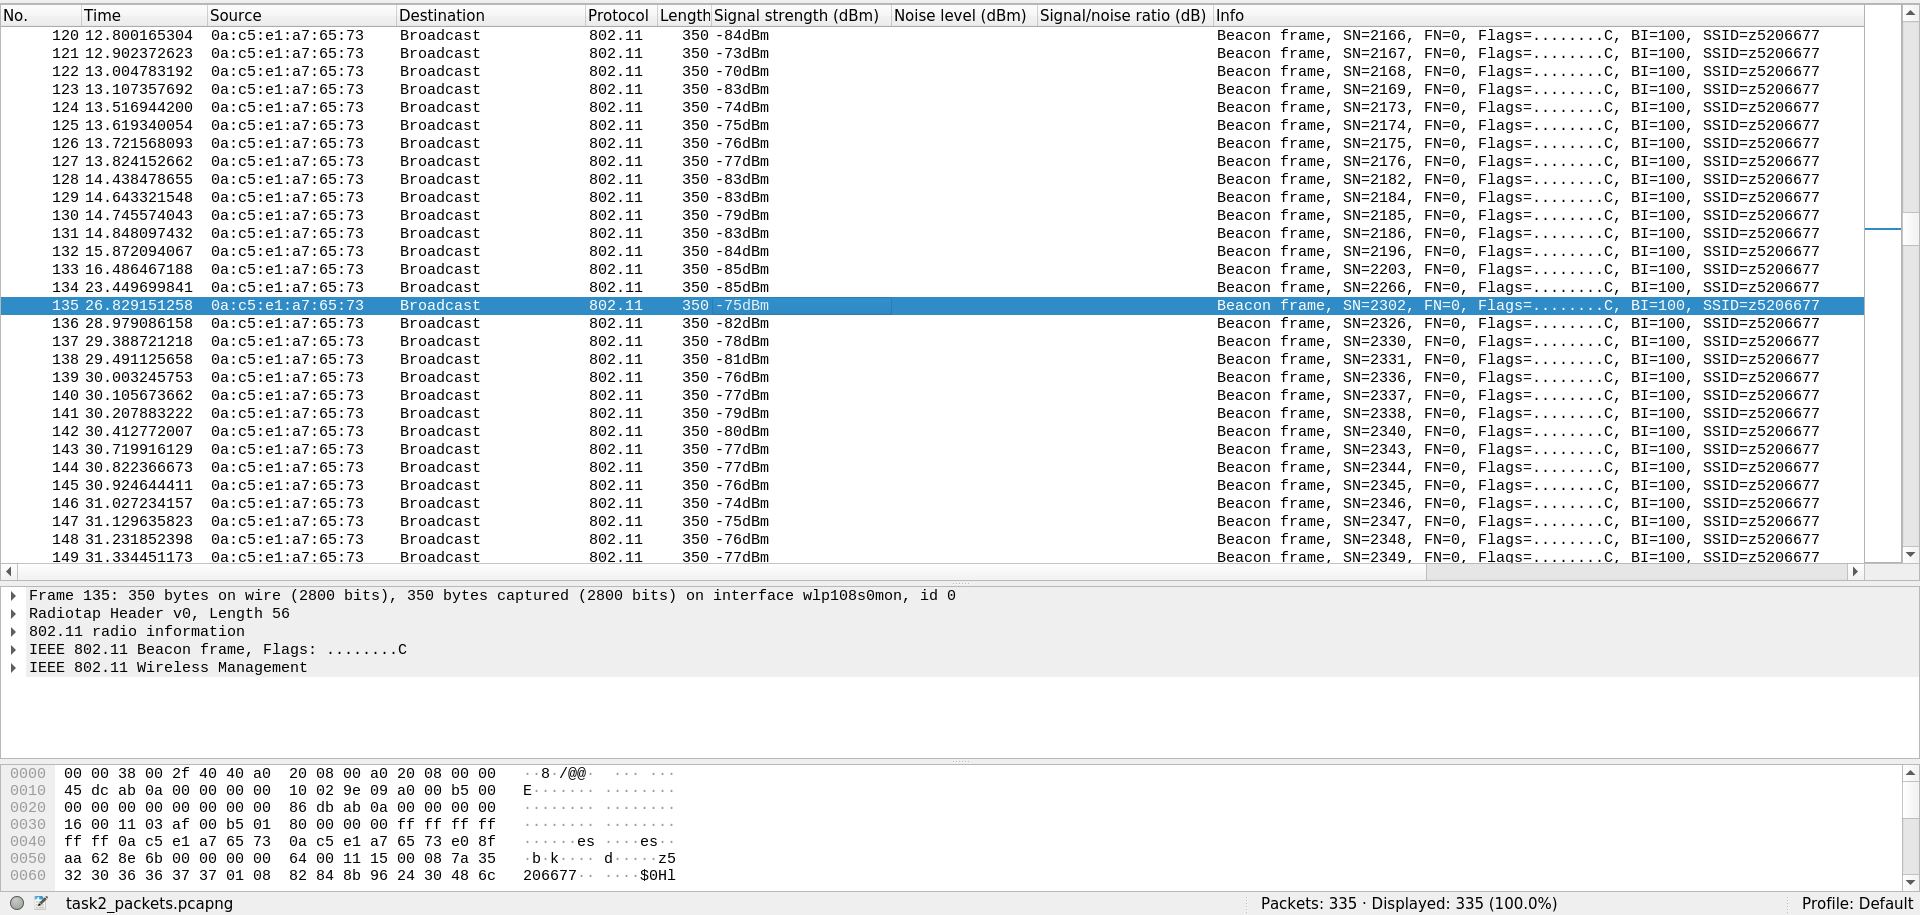 No. Time Source Destination Protocol Length Signal strength (dBm) Noise level (dBm) Signal/noise ratio (dB) Info
120 12.800165304 0a:c5:e1:a7:65:73 Broadcast 802.11 350 -84dBm Beacon frame, SN=2166, FN=0, Flags=........C, BI=100, SSID=z5206677
121 12.902372623 0a:c5:e1:a7:65:73 Broadcast 802.11 350 -73dBm Beacon frame, SN=2167, FN=0, Flags=........C, BI=100, SSID=z5206677
122 13.004783192 0a:c5:e1:a7:65:73 Broadcast 802.11 350 -70dBm Beacon frame, SN=2168, FN=0, Flags=........C, BI=100, SSID=z5206677
123 13.107357692 0a:c5:e1:a7:65:73 Broadcast 802.11 350 -83dBm Beacon frame, SN=2169, FN=0, Flags=........C, BI=100, SSID=z5206677
124 13.516944200 0a:c5:e1:a7:65:73 Broadcast 802.11 350 -74dBm Beacon frame, SN=2173, FN=0, Flags=........C, BI=100, SSID=z5206677
125 13.619340054 0a:c5:e1:a7:65:73 Broadcast 802.11 350 -75dBm Beacon frame, SN=2174, FN=0, Flags=........C, BI=100, SSID=z5206677
126 13.721568093 0a:c5:e1:a7:65:73 Broadcast 802.11 350 -76dBm Beacon frame, SN=2175, FN=0, Flags=........C, BI=100, SSID=z5206677
127 13.824152662 0a:c5:e1:a7:65:73 Broadcast 802.11 350 -77dBm Beacon frame, SN=2176, FN=0, Flags=........C, BI=100, SSID=z5206677
128 14.438478655 0a:c5:e1:a7:65:73 Broadcast 802.11 350 -83dBm Beacon frame, SN=2182, FN=0, Flags=........C, BI=100, SSID=z5206677
129 14.643321548 0a:c5:e1:a7:65:73 Broadcast 802.11 350 -83dBm Beacon frame, SN=2184, FN=0, Flags=........C, BI=100, SSID=z5206677
130 14.745574043 0a:c5:e1:a7:65:73 Broadcast 802.11 350 -79dBm Beacon frame, SN=2185, FN=0, Flags=........C, BI=100, SSID=z5206677
131 14.848097432 0a:c5:e1:a7:65:73 Broadcast 802.11 350 -83dBm Beacon frame, SN=2186, FN=0, Flags=........C, BI=100, SSID=z5206677
132 15.872094067 0a:c5:e1:a7:65:73 Broadcast 802.11 350 -84dBm Beacon frame, SN=2196, FN=0, Flags=........C, BI=100, SSID=z5206677
133 16.486467188 0a:c5:e1:a7:65:73 Broadcast 802.11 350 -85dBm Beacon frame, SN=2203, FN=0, Flags=........C, BI=100, SSID=z5206677
134 23.449699841 0a:c5:e1:a7:65:73 Broadcast 802.11 350 -85dBm Beacon frame, SN=2266, FN=0, Flags=........C, BI=100, SSID=z5206677
135 26.829151258 0a:c5:e1:a7:65:73 Broadcast 802.11 350 -75dBm Beacon frame, SN=2302, FN=0, Flags=........C, BI=100, SSID=z5206677
136 28.979086158 0a:c5:e1:a7:65:73 Broadcast 802.11 350 -82dBm Beacon frame, SN=2326, FN=0, Flags=........C, BI=100, SSID=z5206677
137 29.388721218 0a:c5:e1:a7:65:73 Broadcast 802.11 350 -78dBm Beacon frame, SN=2330, FN=0, Flags=........C, BI=100, SSID=z5206677
138 29.491125658 0a:c5:e1:a7:65:73 Broadcast 802.11 350 -81dBm Beacon frame, SN=2331, FN=0, Flags=........C, BI=100, SSID=z5206677
139 30.003245753 0a:c5:e1:a7:65:73 Broadcast 802.11 350 -76dBm Beacon frame, SN=2336, FN=0, Flags=........C, BI=100, SSID=z5206677
140 30.105673662 0a:c5:e1:a7:65:73 Broadcast 802.11 350 -77dBm Beacon frame, SN=2337, FN=0, Flags=........C, BI=100, SSID=z5206677
141 30.207883222 0a:c5:e1:a7:65:73 Broadcast 802.11 350 -79dBm Beacon frame, SN=2338, FN=0, Flags=........C, BI=100, SSID=z5206677
142 30.412772007 0a:c5:e1:a7:65:73 Broadcast 802.11 350 -80dBm Beacon frame, SN=2340, FN=0, Flags=........C, BI=100, SSID=z5206677
143 30.719916129 0a:c5:e1:a7:65:73 Broadcast 802.11 350 -77dBm Beacon frame, SN=2343, FN=0, Flags=........C, BI=100, SSID=z5206677
144 30.822366673 0a:c5:e1:a7:65:73 Broadcast 802.11 350 -77dBm Beacon frame, SN=2344, FN=0, Flags=........C, BI=100, SSID=z5206677
145 30.924644411 0a:c5:e1:a7:65:73 Broadcast 802.11 350 -76dBm Beacon frame, SN=2345, FN=0, Flags=........C, BI=100, SSID=z5206677
146 31.027234157 0a:c5:e1:a7:65:73 Broadcast 802.11 350 -74dBm Beacon frame, SN=2346, FN=0, Flags=........C, BI=100, SSID=z5206677
147 31.129635823 0a:c5:e1:a7:65:73 Broadcast 802.11 350 -75dBm Beacon frame, SN=2347, FN=0, Flags=........C, BI=100, SSID=z5206677
148 31.231852398 0a:c5:e1:a7:65:73 Broadcast 802.11 350 -76dBm Beacon frame, SN=2348, FN=0, Flags=........C, BI=100, SSID=z5206677
149 31.334451173 0a:c5:e1:a7:65:73 Broadcast 802.11 350 -77dBm Beacon frame, SN=2349, FN=0, Flags=........C, BI=100, SSID=z5206677
Frame 135: 350 bytes on wire (2800 bits), 350 bytes captured (2800 bits) on interface wlp108s0mon, id 0
Radiotap Header v0, Length 56
802.11 radio information
IEEE 802.11 Beacon frame, Flags: ........C
IEEE 802.11 Wireless Management
0000 00 00 38 00 2f 40 40 a0 20 08 00 a0 20 08 00 00 ··8·/@@· ··· ···
0010 45 dc ab 0a 00 00 00 00 10 02 9e 09 a0 00 b5 00 E······· ········
0020 00 00 00 00 00 00 00 00 86 db ab 0a 00 00 00 00 ········ ········
0030 16 00 11 03 af 00 b5 01 80 00 00 00 ff ff ff ff ········ ········
0040 ff ff 0a c5 e1 a7 65 73 0a c5 e1 a7 65 73 e0 8f ······es ····es··
0050 aa 62 8e 6b 00 00 00 00 64 00 11 15 00 08 7a 35 ·b·k···· d·····z5
0060 32 30 36 36 37 37 01 08 82 84 8b 96 24 30 48 6c 206677·· ····$0Hl
task2_packets.pcapng Packets: 335 · Displayed: 335 (100.0%) Profile: Default